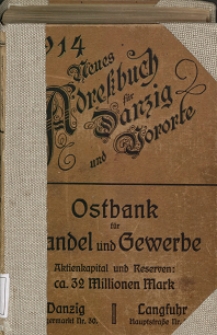 1914
Neues
Adreßbuch
für
Danzig
und Vororte
Ostbank
für
Handel und Gewerbe
Aktienkapital und Reserven:
ca. 32 Millionen Mark
Danzig
Langfuhr
Hauptstraße Nr.